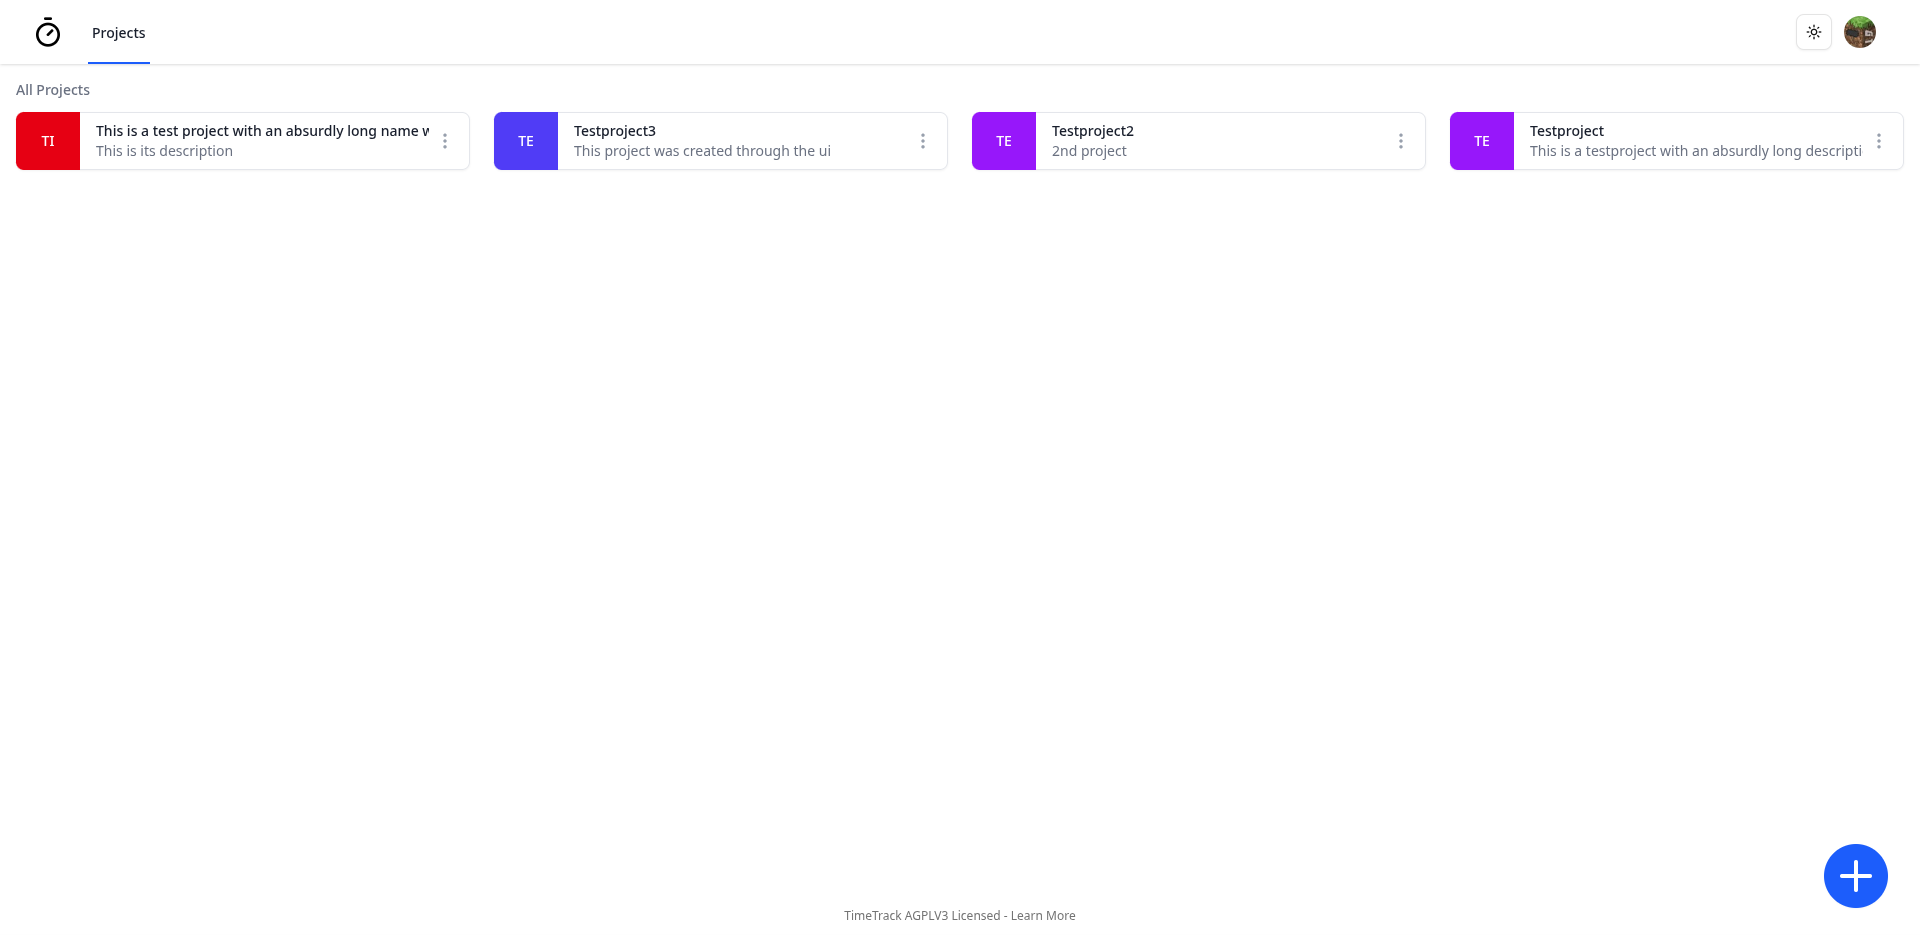 Projects
All Projects
TI
This is a test project with an absurdly long name
This is its description
TE
Testproject3
This project was created through the ui
TE
Testproject2
2nd project
TE
Testproject
This is a testproject with an absurdly long descripti
TimeTrack AGPLV3 Licensed - Learn More